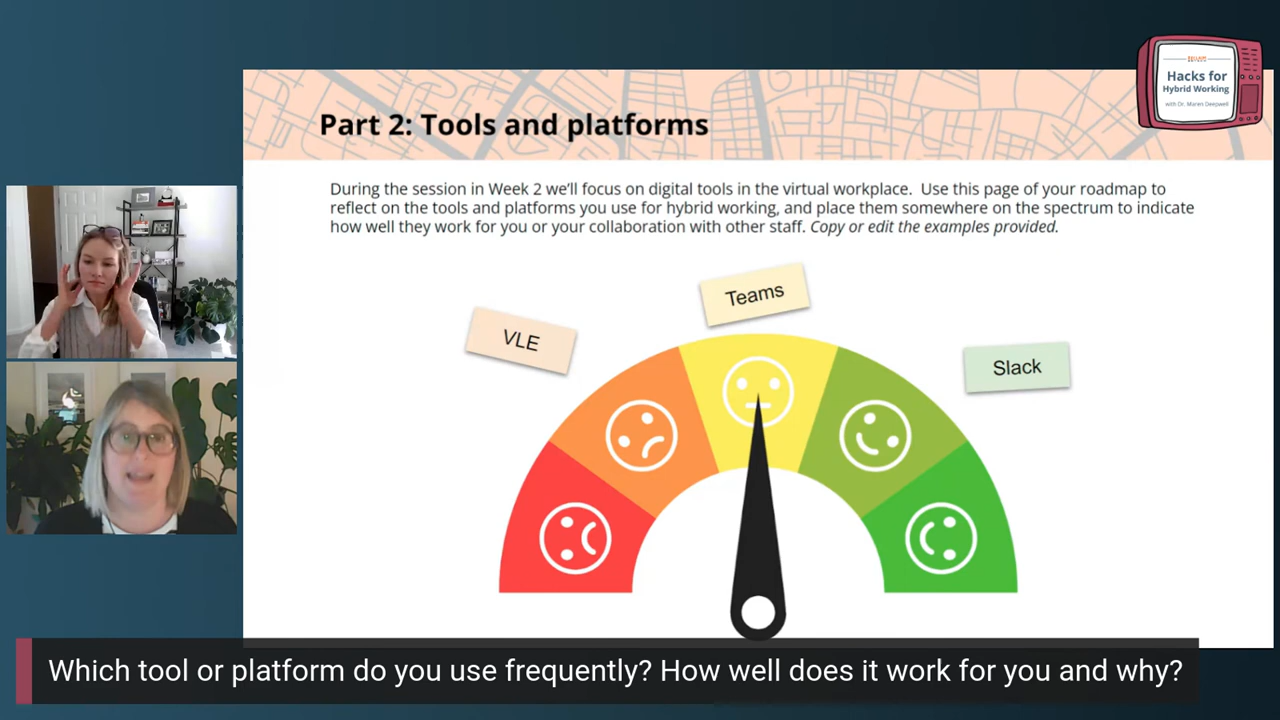 Hacks for
Hybrid Working
with Dr. Maren Deepwell
Part 2: Tools and platforms
During the session in Week 2 we'll focus on digital tools in the virtual workplace.  Use this page of your roadmap to
reflect on the tools and platforms you use for hybrid working, and place them somewhere on the spectrum to indicate
how well they work for you or your collaboration with other staff. Copy or edit the examples provided.
Teams
VLE
Slack
Which tool or platform do you use frequently? How well does it work for you and why?